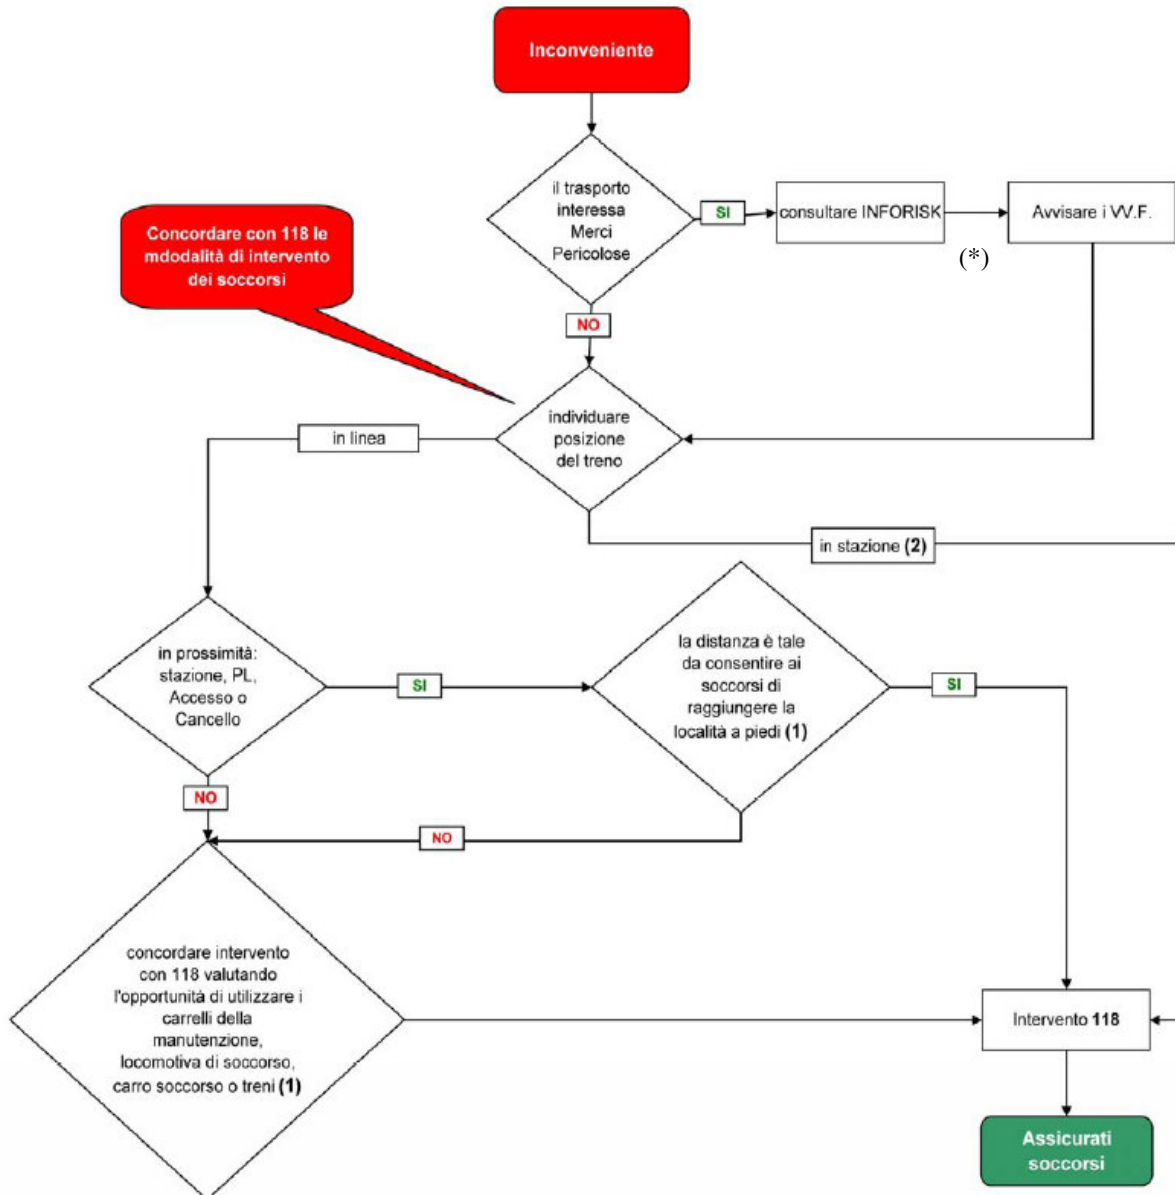 Inconveniente
il trasporto
interessa
Merci
Pericolose
SI
consultare INFORISK
(*)
Avvisare i VV.F.
Concordare con 118 le
mdodalità di intervento
dei soccorsi
NO
individuare
posizione
del treno
in linea
in stazione (2)
in prossimità:
stazione, PL,
Accesso o
Cancello
SI
la distanza è tale
da consentire ai
soccorsi di
raggiungere la
località a piedi (1)
SI
NO
NO
concordare intervento
con 118 valutando
l'opportunità di utilizzare i
carrelli della
manutenzione,
locomotiva di soccorso,
carro soccorso o treni (1)
Intervento 118
Assicurati
soccorsi